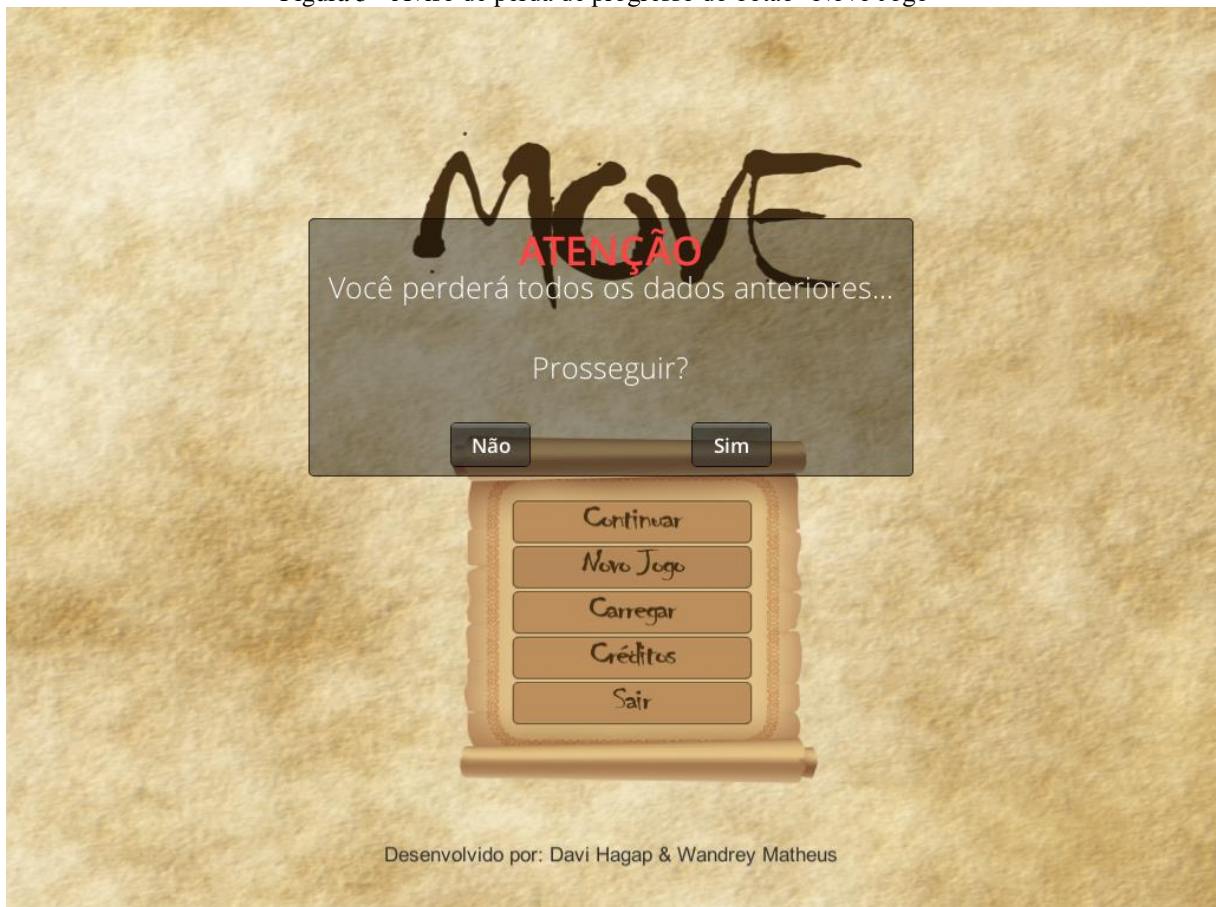 MOVE
ATENÇÃO
Você perderá todos os dados anteriores...
Prosseguir?
Não Sim
Continuar
Novo Jogo
Carregar
Créditos
Sair
Desenvolvido por: Davi Hagap & Wandrey Matheus